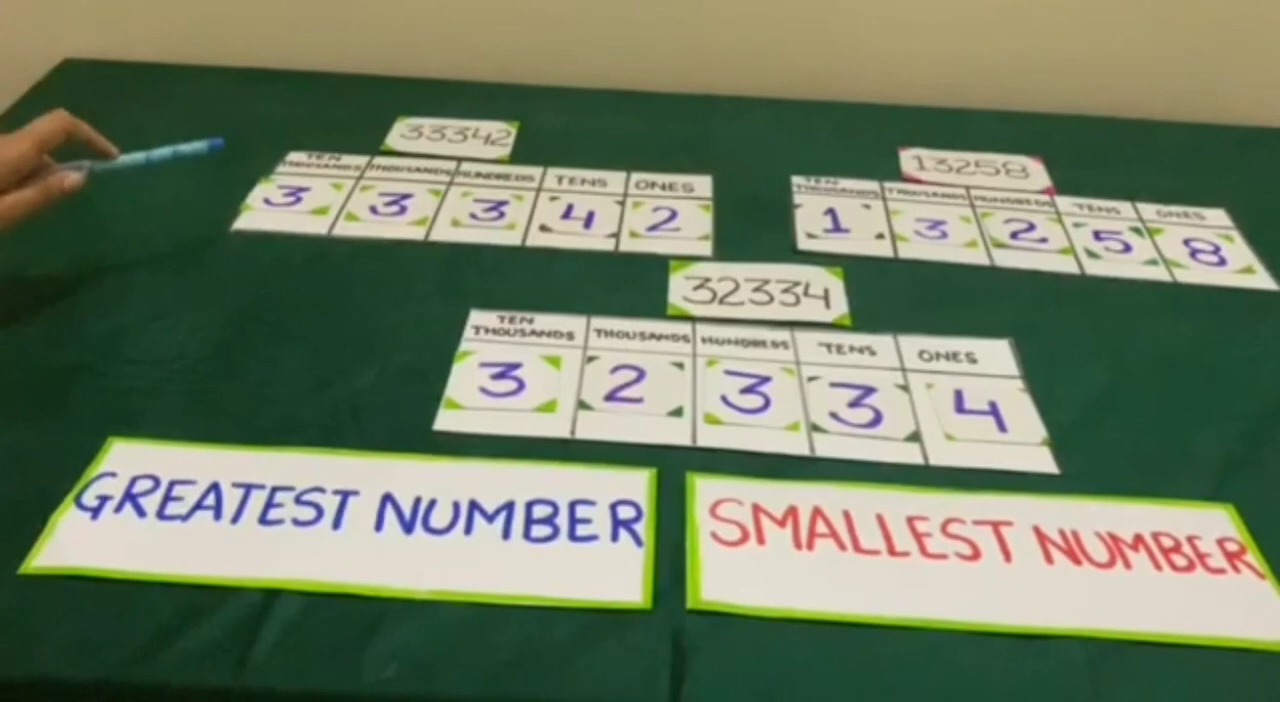 33342
TEN THOUSANDS THOUSANDS HUNDREDS TENS ONES
3 3 3 4 2
13258
TEN THOUSANDS THOUSANDS HUNDREDS TENS ONES
1 3 2 5 8
32334
TEN THOUSANDS THOUSANDS HUNDREDS TENS ONES
3 2 3 3 4
GREATEST NUMBER
SMALLEST NUMBER